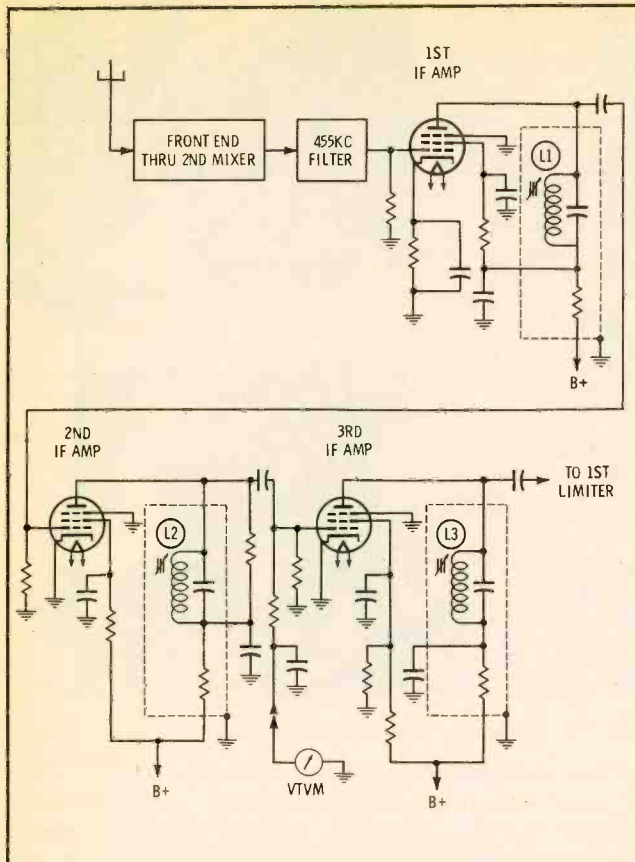 1ST
IF AMP
FRONT END
THRU 2ND MIXER
455KC
FILTER
L1
B+
2ND
IF AMP
3RD
IF AMP
TO 1ST
LIMITER
L2
L3
B+
VTVM
B+